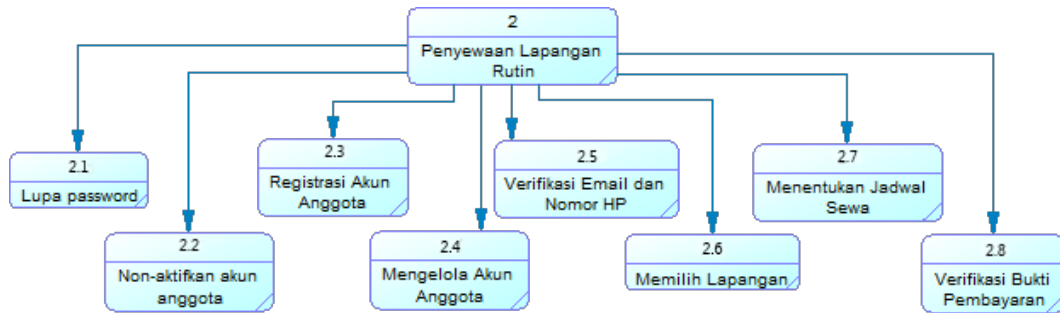 2
Penyewaan Lapangan
Rutin
2.1
Lupa password
2.2
Non-aktifkan akun
anggota
2.3
Registrasi Akun
Anggota
2.4
Mengelola Akun
Anggota
2.5
Verifikasi Email dan
Nomor HP
2.6
Memilih Lapangan
2.7
Menentukan Jadwal
Sewa
2.8
Verifikasi Bukti
Pembayaran